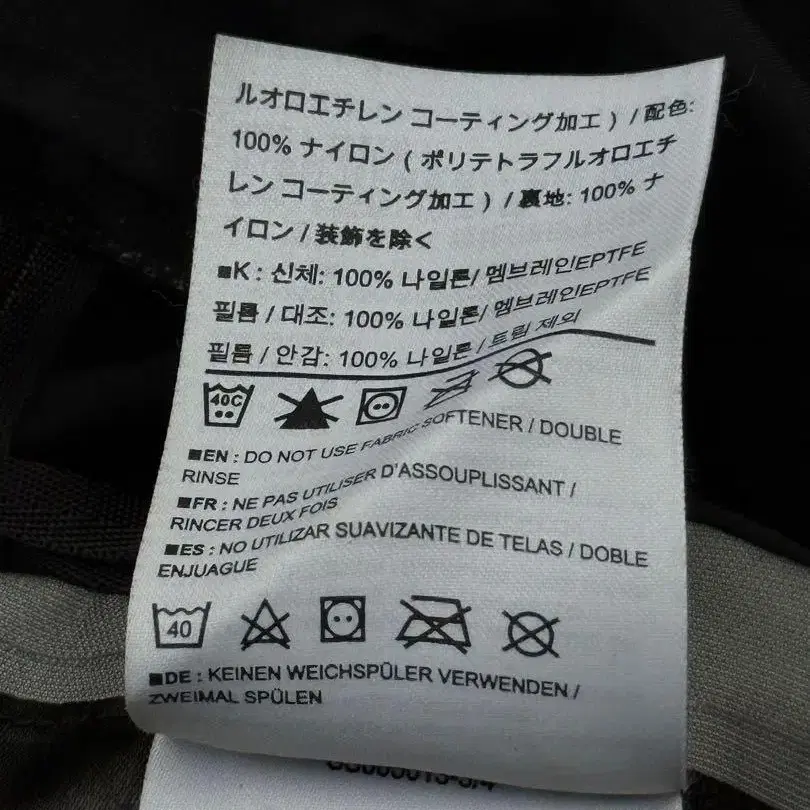 ルオロエチレン コーティング加工 ) / 配色:
100% ナイロン ( ポリテトラフルオロエチ
レン コーティング加工 ) / 裏地: 100% ナ
イロン / 装飾を除く
■K : 신체: 100% 나일론/ 멤브레인EPTFE
필름 / 대조: 100% 나일론/ 멤브레인EPTFE
필름 / 안감: 100% 나일론 / 트림 제외
40C
■EN : DO NOT USE FABRIC SOFTENER / DOUBLE
RINSE
■FR : NE PAS UTILISER D'ASSOUPLISSANT /
RINCER DEUX FOIS
■ES : NO UTILIZAR SUAVIZANTE DE TELAS / DOBLE
ENJUAGUE
40
■DE : KEINEN WEICHSPÜLER VERWENDEN /
ZWEIMAL SPÜLEN